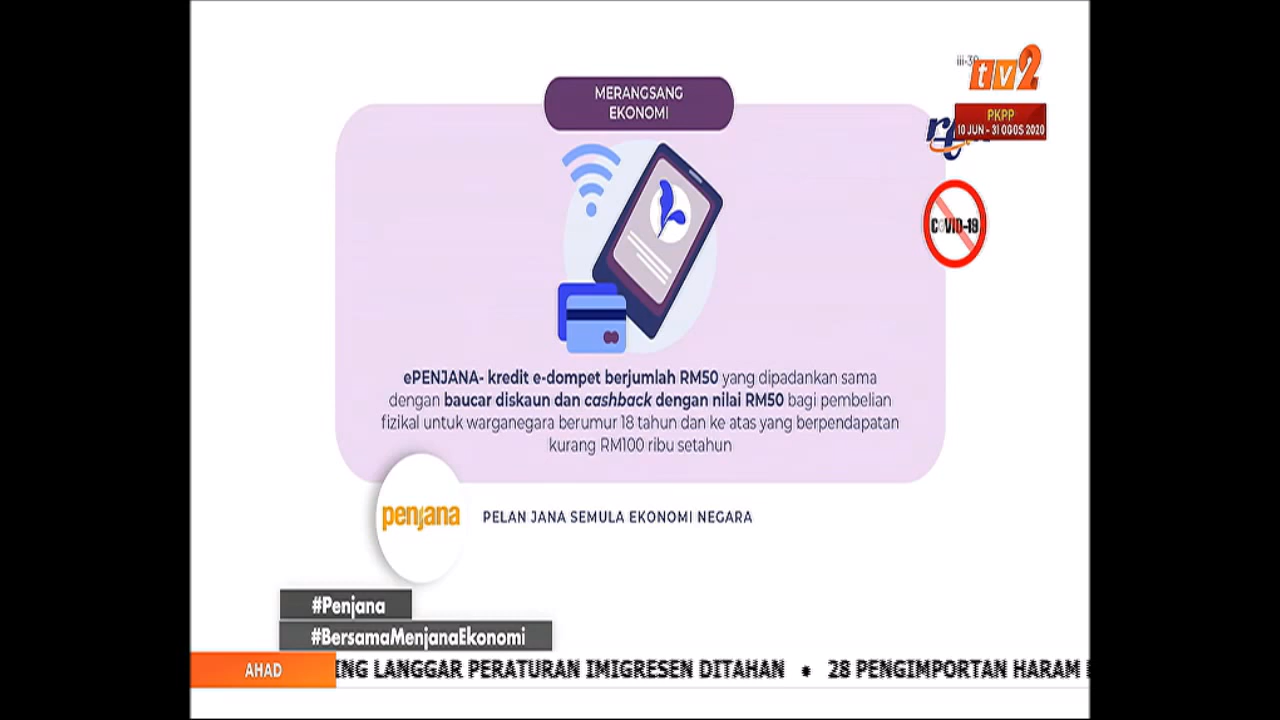 iii-3
tv2
MERANGSANG
EKONOMI
PKPP
10 JUN - 31 OGOS 2020
COVID-19
ePENJANA- kredit e-dompet berjumlah RM50 yang dipadankan sama
dengan baucar diskaun dan cashback dengan nilai RM50 bagi pembelian
fizikal untuk warganegara berumur 18 tahun dan ke atas yang berpendapatan
kurang RM100 ribu setahun
penjana
PELAN JANA SEMULA EKONOMI NEGARA
#Penjana
#BersamaMenjanaEkonomi
AHAD
ING LANGGAR PERATURAN IMIGRESEN DITAHAN • 28 PENGIMPORTAN HARAM